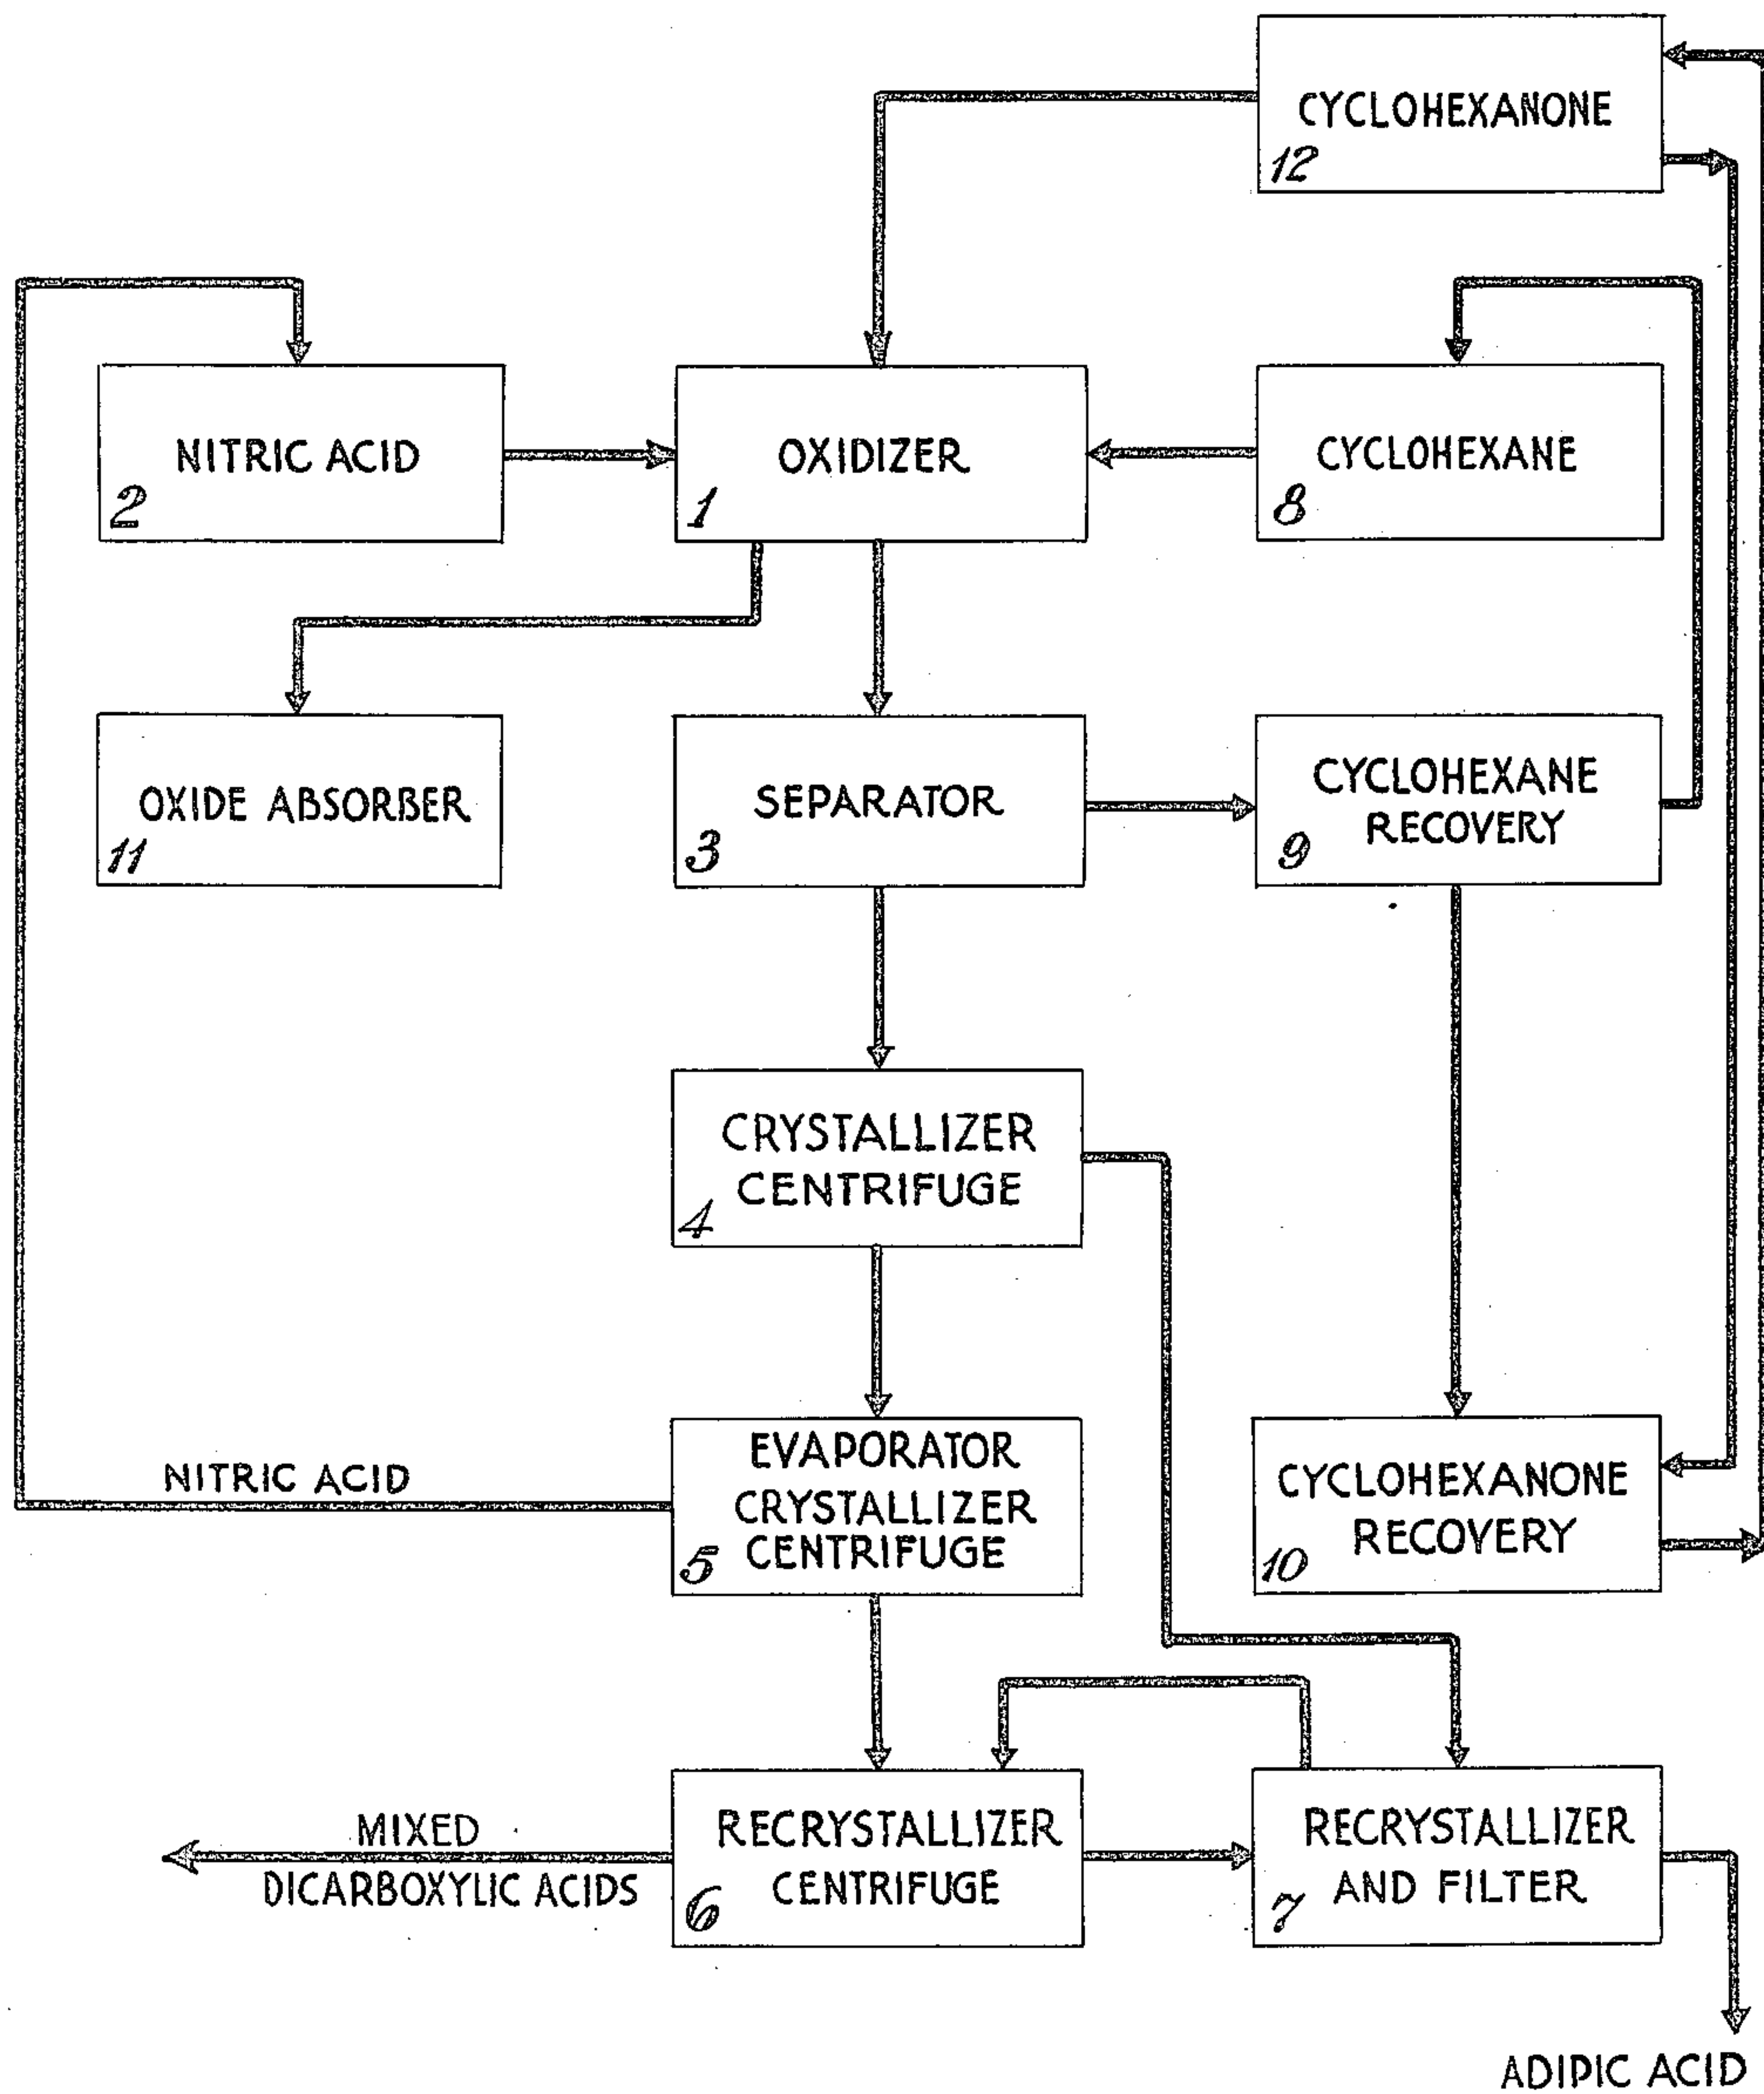 CYCLOHEXANONE
12
NITRIC ACID
2
OXIDIZER
1
CYCLOHEXANE
8
OXIDE ABSORBER
11
SEPARATOR
3
CYCLOHEXANE
RECOVERY
9
CRYSTALLIZER
CENTRIFUGE
4
NITRIC ACID
EVAPORATOR
CRYSTALLIZER
CENTRIFUGE
5
CYCLOHEXANONE
RECOVERY
10
MIXED
DICARBOXYLIC ACIDS
RECRYSTALLIZER
CENTRIFUGE
6
RECRYSTALLIZER
AND FILTER
7
ADIPIC ACID